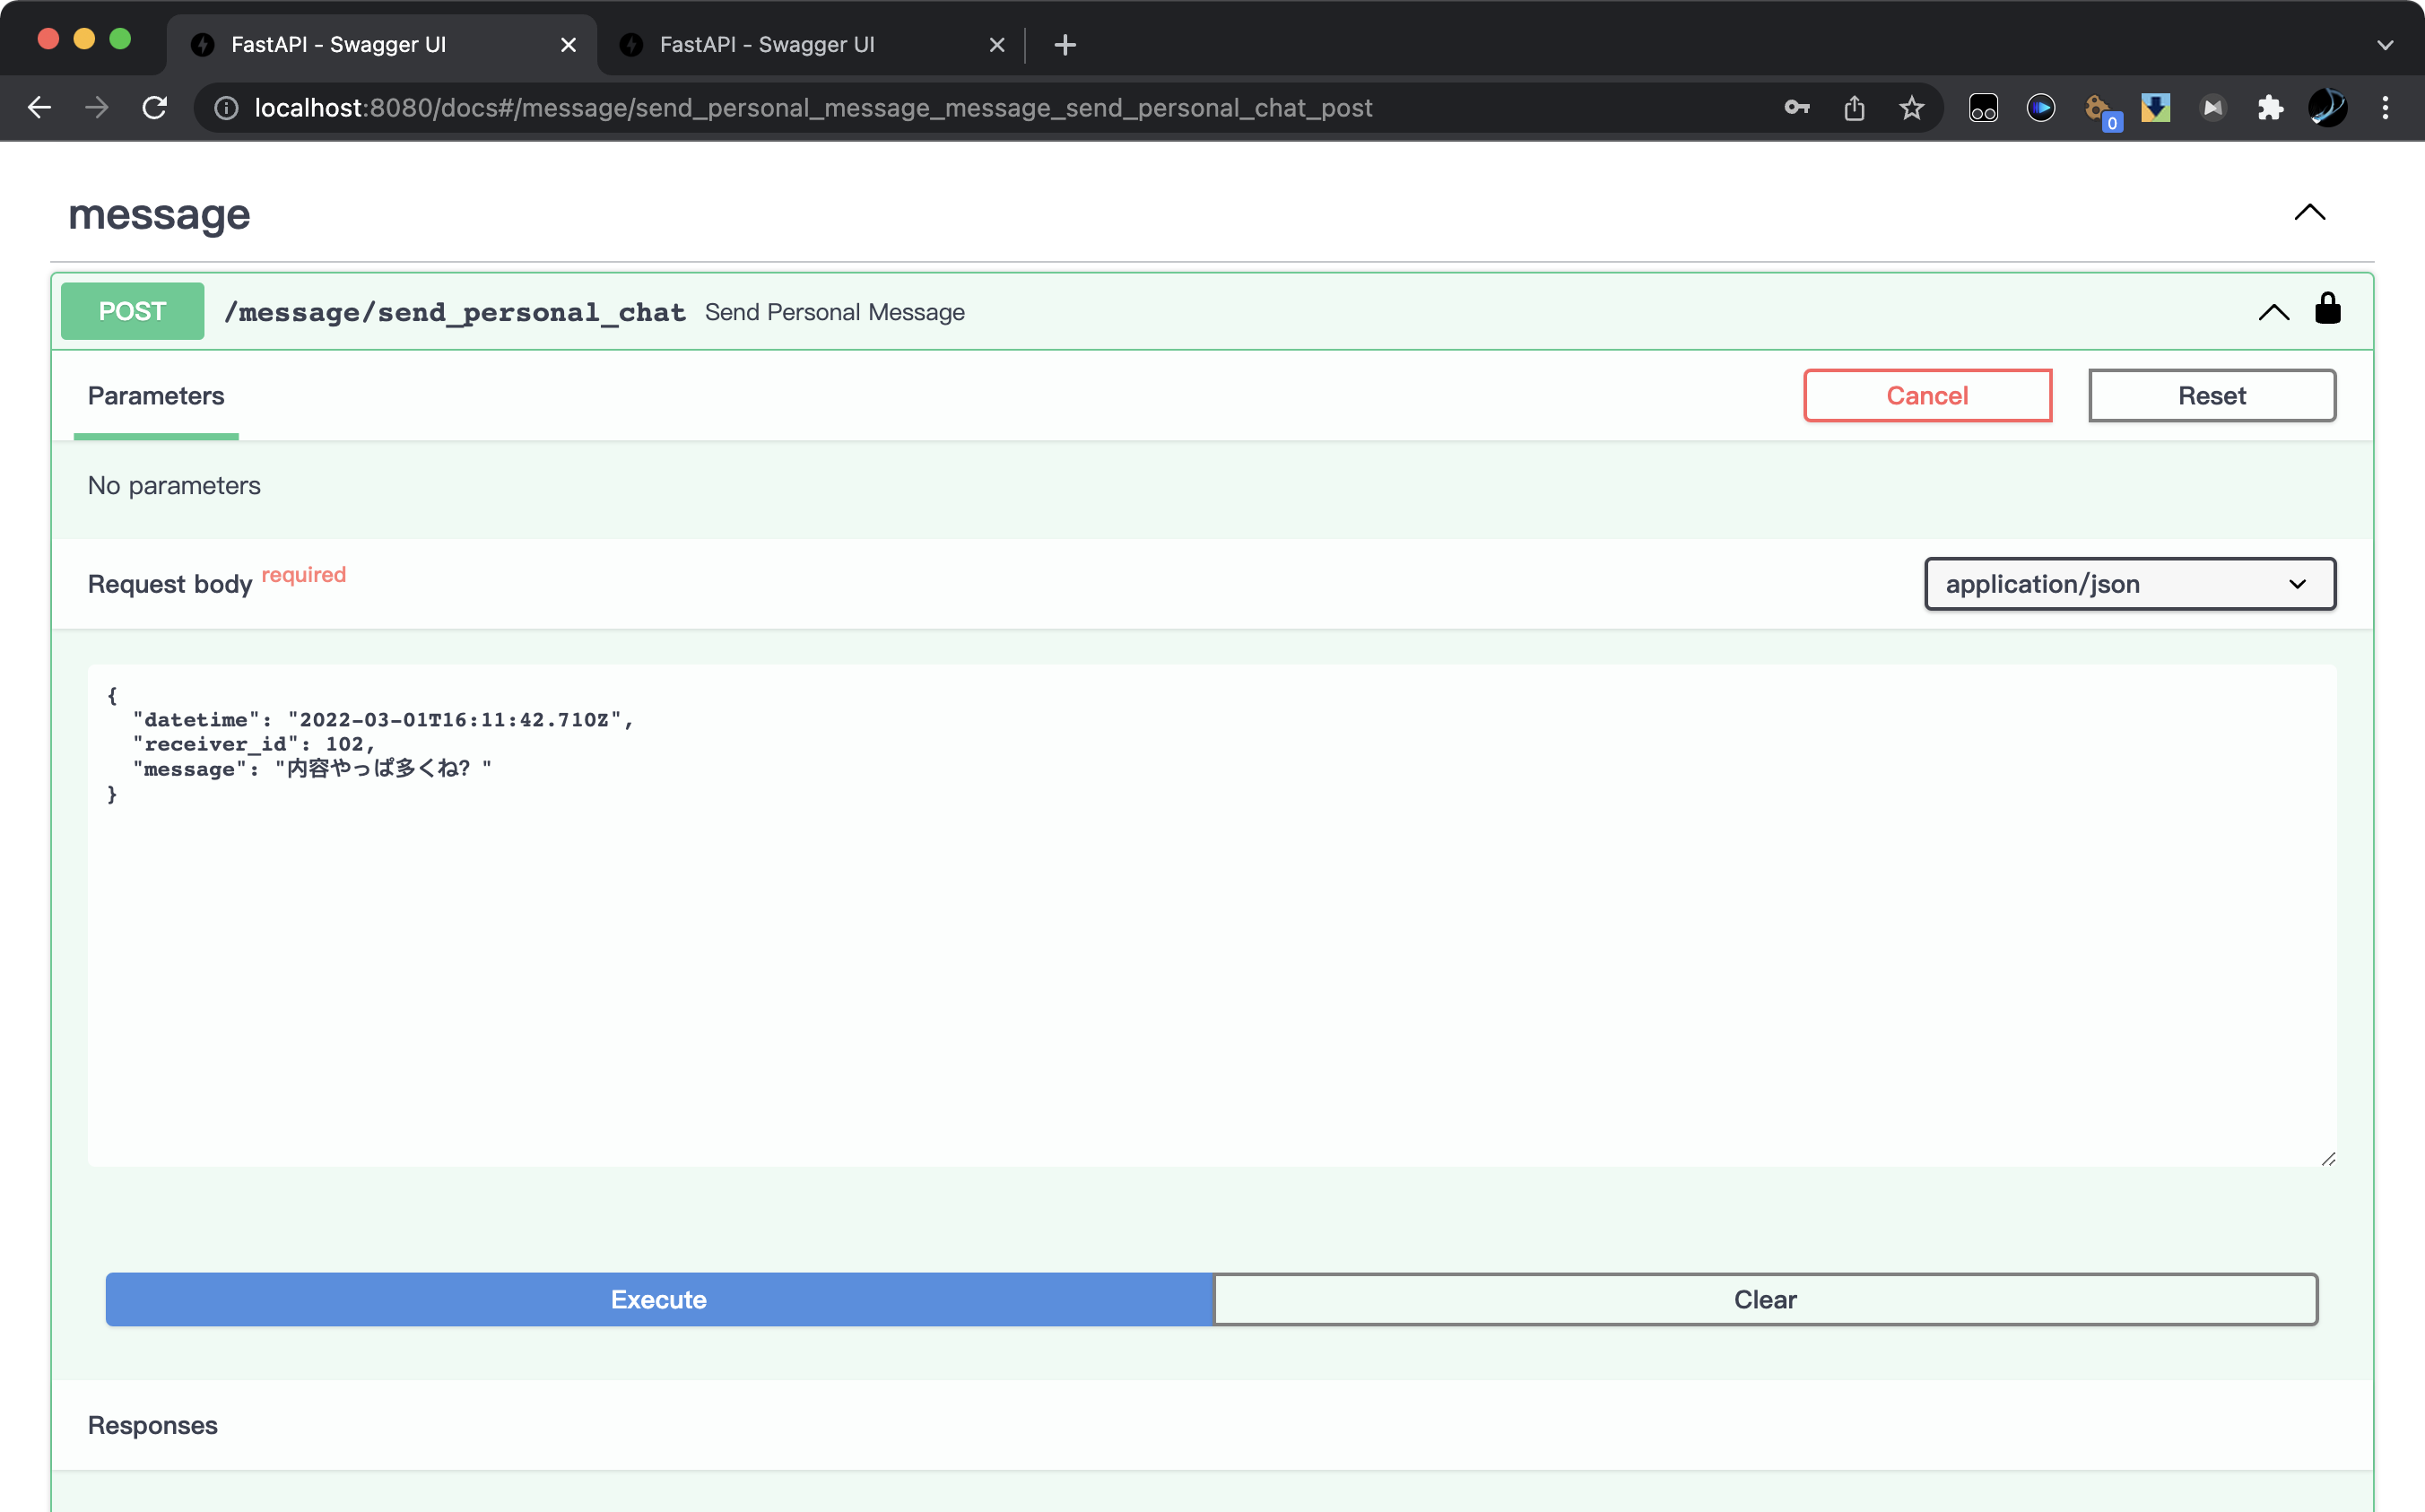 FastAPI - Swagger UI
FastAPI - Swagger UI
localhost:8080/docs#/message/send_personal_message_message_send_personal_chat_post
0
message
POST /message/send_personal_chat Send Personal Message
Parameters
Cancel
Reset
No parameters
Request body required
application/json
{
"datetime": "2022-03-01T16:11:42.710Z",
"receiver_id": 102,
"message": "内容やっぱ多くね？"
}
Execute
Clear
Responses